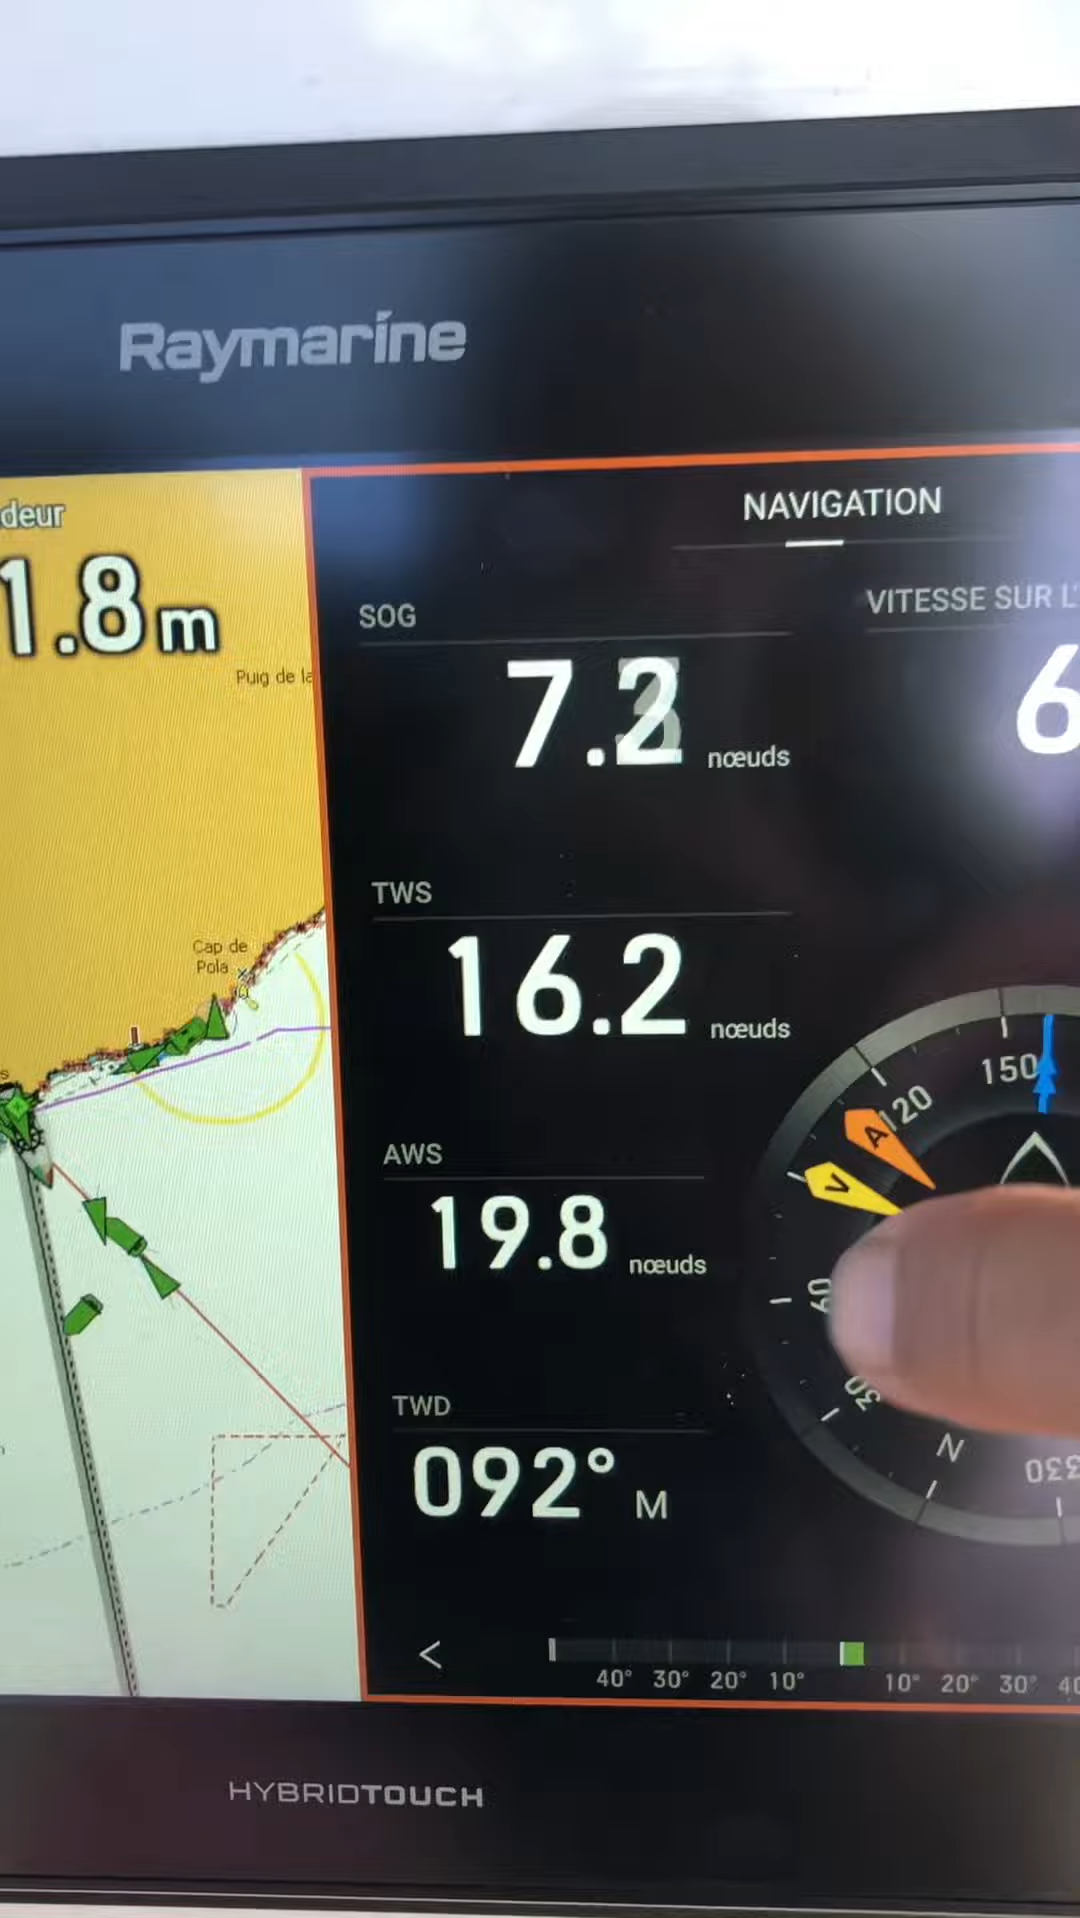 Raymarine
deur
1.8 m
Puig de la
Cap de
Pola
NAVIGATION
SOG
7.2 nœuds
VITESSE SUR L'
6
TWS
16.2 nœuds
AWS
19.8 nœuds
TWD
092° M
150
120
A
V
60
30
N
330
<
40° 30° 20° 10° 10° 20° 30° 40
HYBRIDTOUCH